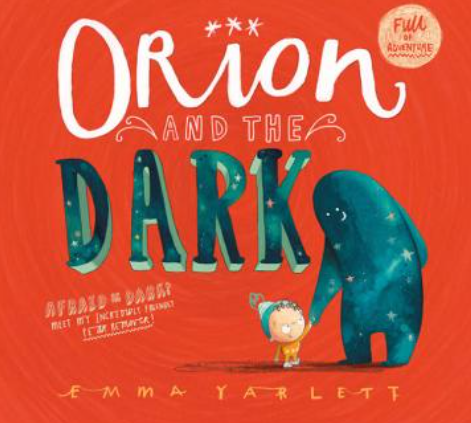 ORION
AND THE
DARK
FULL
OF
ADVENTURE
AFRAID OF THE DARK?
MEET MY INCREDIBLY FRIENDLY
FEAR REMOVER!
EMMA YARLETT